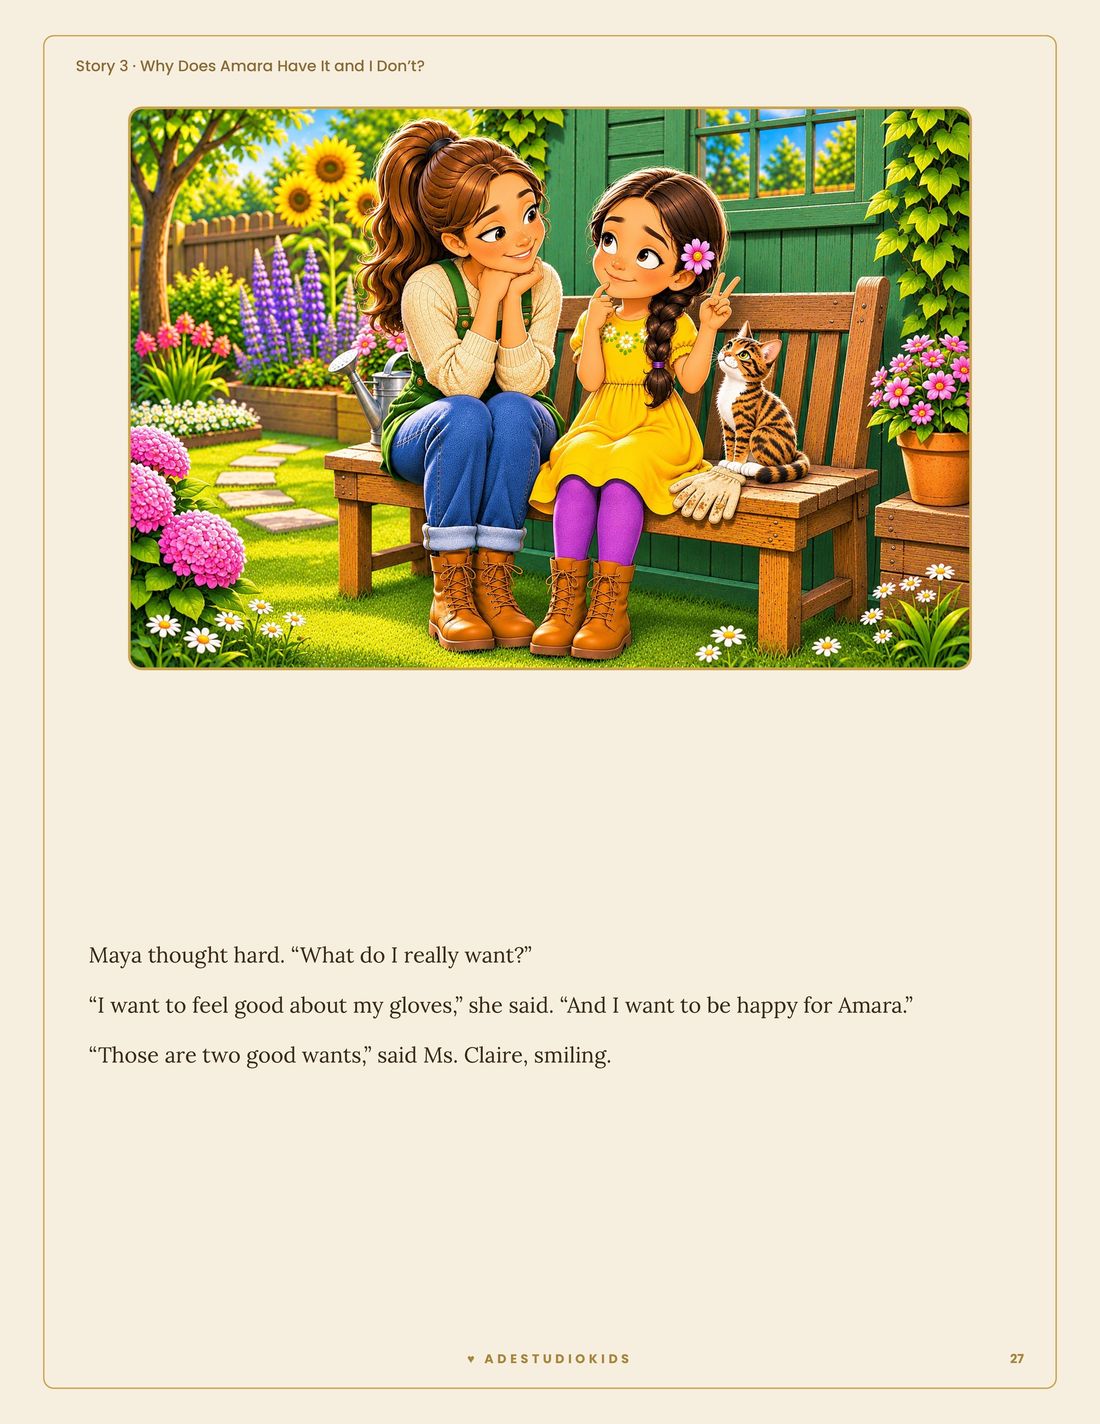 Story 3 · Why Does Amara Have It and I Don’t?
Maya thought hard. “What do I really want?”
“I want to feel good about my gloves,” she said. “And I want to be happy for Amara.”
“Those are two good wants,” said Ms. Claire, smiling.
♥ ADESTUDIOKIDS
27